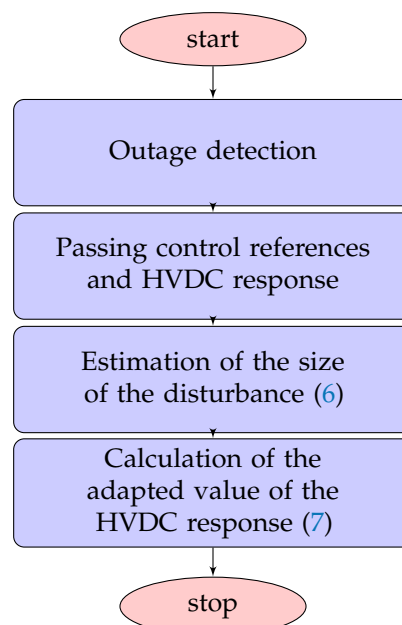 start
Outage detection
Passing control references
and HVDC response
Estimation of the size
of the disturbance (6)
Calculation of the
adapted value of the
HVDC response (7)
stop